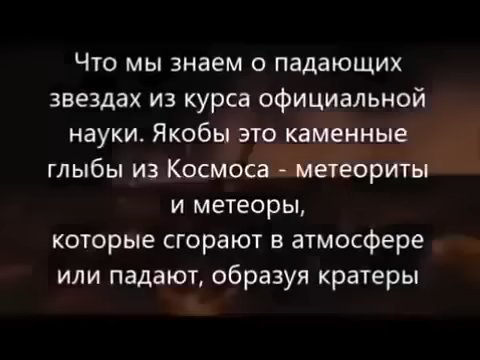 Что мы знаем о падающих
звездах из курса официальной
науки. Якобы это каменные
глыбы из Космоса - метеориты
и метеоры,
которые сгорают в атмосфере
или падают, образуя кратеры